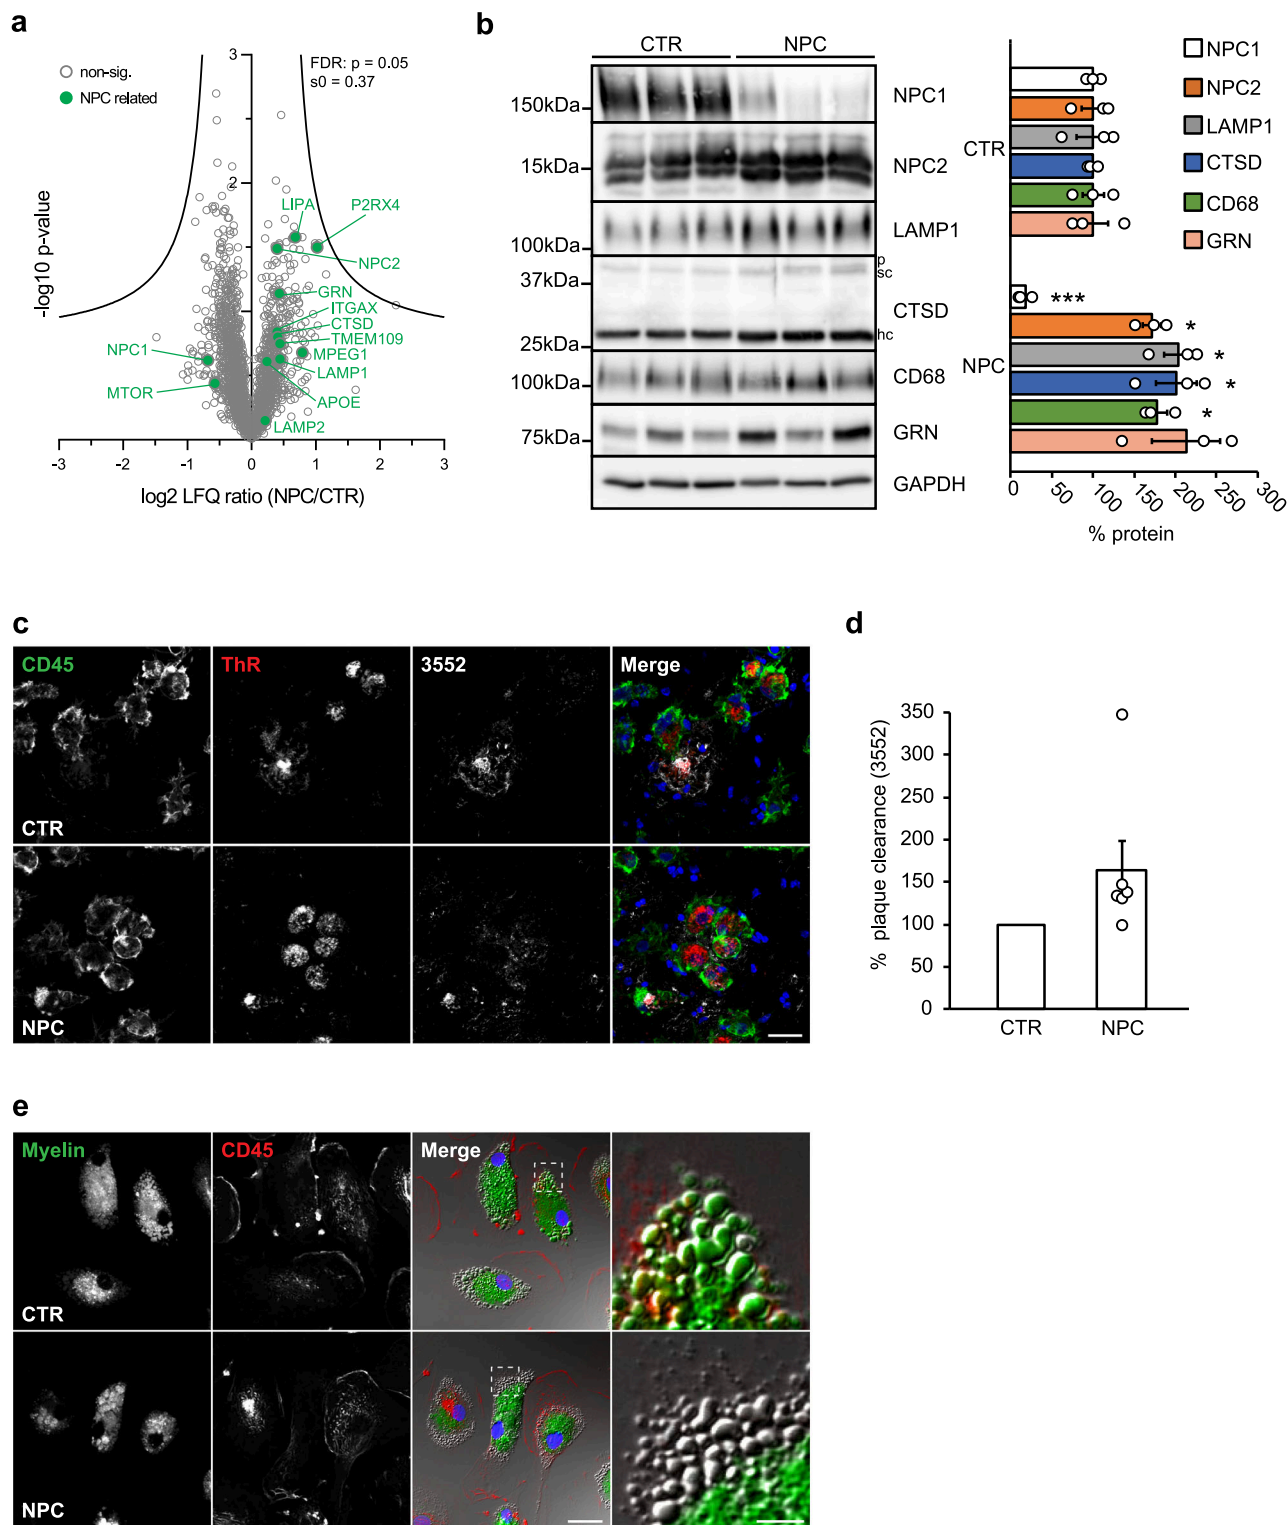 a
non-sig.
NPC related
FDR: p = 0.05
s0 = 0.37
3
2
-log10 p-value
LIPA
P2RX4
NPC2
GRN
ITGAX
CTSD
TMEM109
MPEG1
LAMP1
APOE
LAMP2
NPC1
MTOR
-3
-2
-1
0
1
2
3
log2 LFQ ratio (NPC/CTR)
b
CTR
NPC
150kDa
NPC1
15kDa
NPC2
100kDa
LAMP1
37kDa
p
sc
CTSD
25kDa
hc
100kDa
CD68
75kDa
GRN
GAPDH
CTR
NPC
***
*
*
*
*
0
50
100
150
200
250
300
% protein
NPC1
NPC2
LAMP1
CTSD
CD68
GRN
c
CD45
ThR
3552
Merge
CTR
NPC
d
% plaque clearance (3552)
350
300
250
200
150
100
50
0
CTR
NPC
e
Myelin
CD45
Merge
CTR
NPC